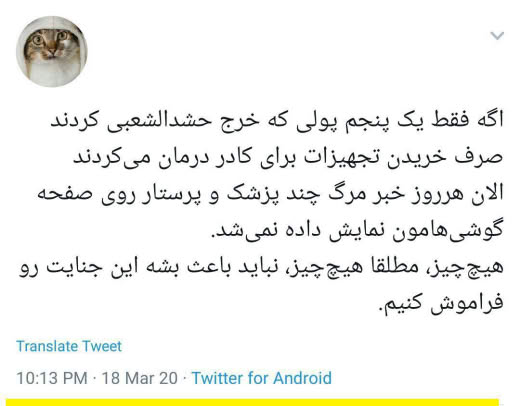 اگه فقط یک پنجم پولی که خرج حشدالشعبی کردند
صرف خریدن تجهیزات برای کادر درمان می‌کردند
الان هرروز خبر مرگ چند پزشک و پرستار روی صفحه
گوشی‌هامون نمایش داده نمی‌شد.
هیچ‌چیز، مطلقا هیچ‌چیز، نباید باعث بشه این جنایت رو
فراموش کنیم.
Translate Tweet
10:13 PM · 18 Mar 20 · Twitter for Android